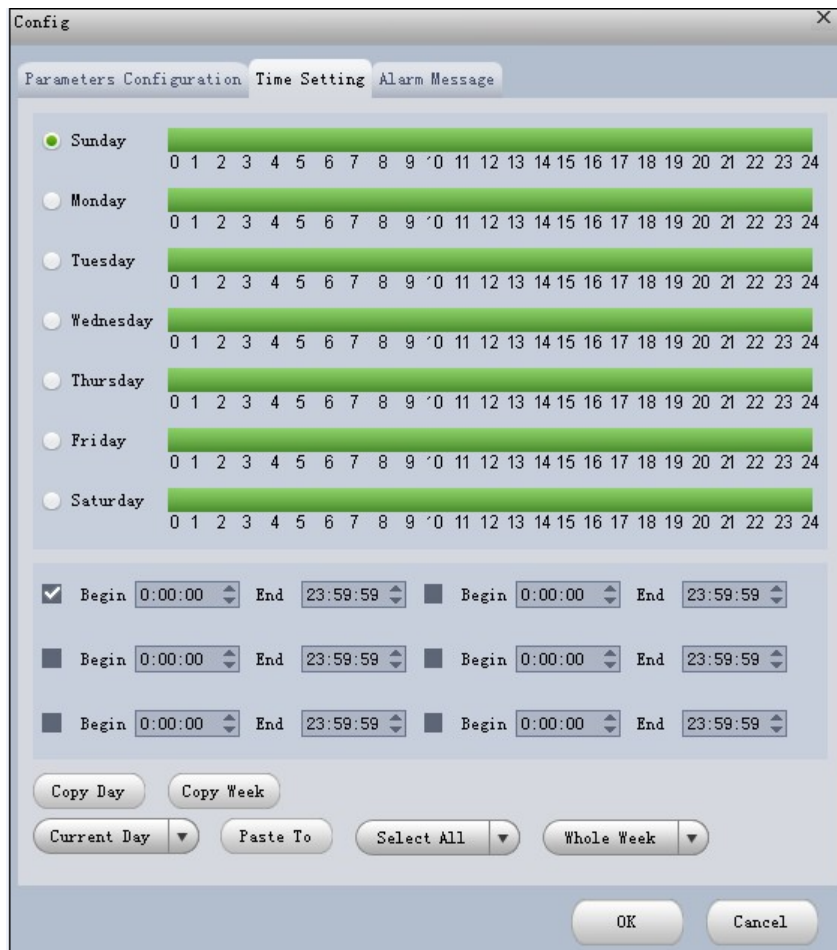 Config
Parameters Configuration Time Setting Alarm Message
Sunday
0 1 2 3 4 5 6 7 8 9 10 11 12 13 14 15 16 17 18 19 20 21 22 23 24
Monday
0 1 2 3 4 5 6 7 8 9 10 11 12 13 14 15 16 17 18 19 20 21 22 23 24
Tuesday
0 1 2 3 4 5 6 7 8 9 10 11 12 13 14 15 16 17 18 19 20 21 22 23 24
Wednesday
0 1 2 3 4 5 6 7 8 9 10 11 12 13 14 15 16 17 18 19 20 21 22 23 24
Thursday
0 1 2 3 4 5 6 7 8 9 10 11 12 13 14 15 16 17 18 19 20 21 22 23 24
Friday
0 1 2 3 4 5 6 7 8 9 10 11 12 13 14 15 16 17 18 19 20 21 22 23 24
Saturday
0 1 2 3 4 5 6 7 8 9 10 11 12 13 14 15 16 17 18 19 20 21 22 23 24
Begin 0:00:00 End 23:59:59 Begin 0:00:00 End 23:59:59
Begin 0:00:00 End 23:59:59 Begin 0:00:00 End 23:59:59
Begin 0:00:00 End 23:59:59 Begin 0:00:00 End 23:59:59
Copy Day Copy Week
Current Day Paste To Select All Whole Week
OK Cancel